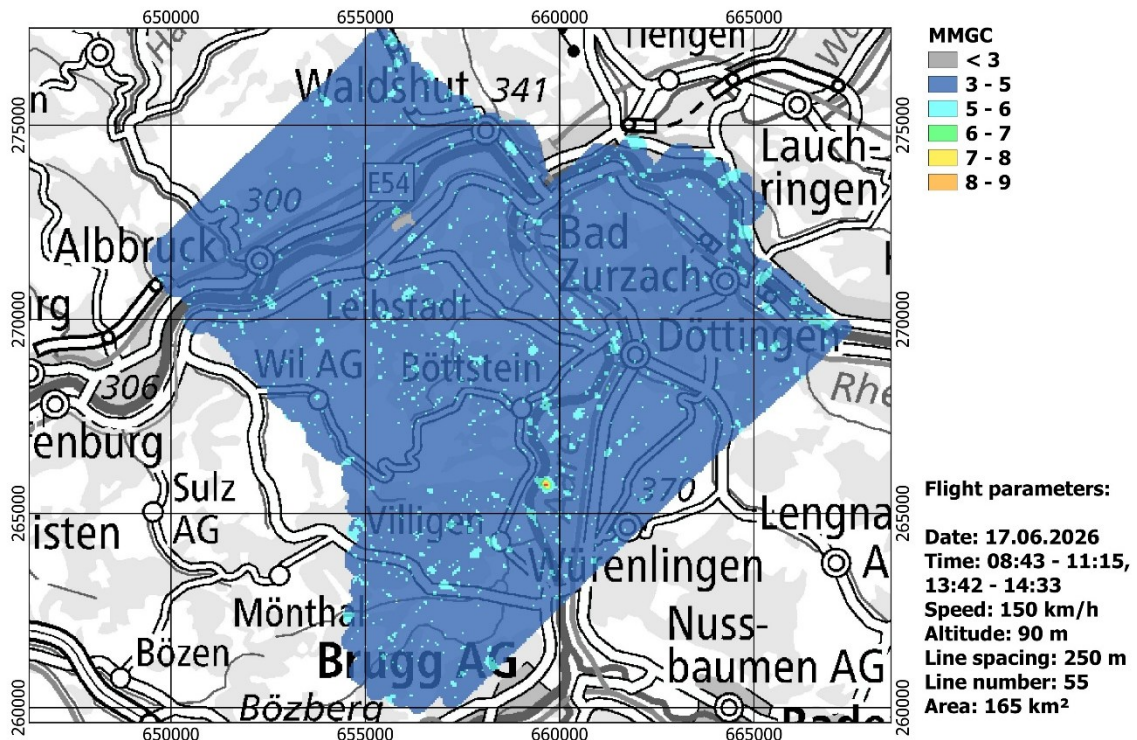 650000 655000 660000 665000
Tiengen
Waldshut 341
275000 275000
Lauch-
ringen
E54
300
Albbruck
Bad
Zurzach
270000 270000
Leibstadt
Döttingen
Wil AG Böttstein
306
Rhe
enburg
370
Sulz
AG
265000 265000
Villigen
Lengna
isten
Würenlingen
A
Mönthal
Nuss-
baumen AG
Bözen
Brugg AG
Bözberg
Bade
260000 260000
650000 655000 660000 665000
MMGC
< 3
3 - 5
5 - 6
6 - 7
7 - 8
8 - 9
Flight parameters:
Date: 17.06.2026
Time: 08:43 - 11:15,
13:42 - 14:33
Speed: 150 km/h
Altitude: 90 m
Line spacing: 250 m
Line number: 55
Area: 165 km²